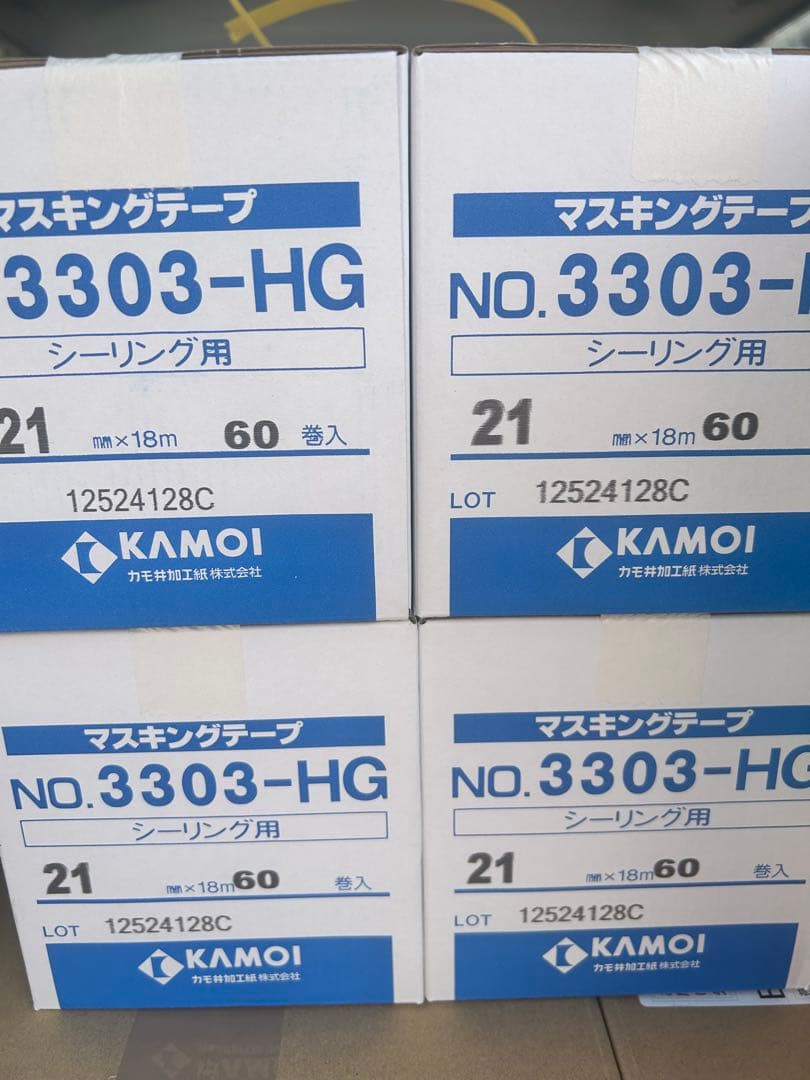 マスキングテープ
3303-HG
シーリング用
21 mm×18m 60 巻入
12524128C
KAMOI
カモ井加工紙株式会社
マスキングテープ
NO.3303-
シーリング用
21 mm×18m 60
LOT 12524128C
KAMOI
カモ井加工紙株式会社
マスキングテープ
NO.3303-HG
シーリング用
21 mm×18m 60 巻入
LOT 12524128C
KAMOI
カモ井加工紙株式会社
マスキングテープ
NO.3303-HG
シーリング用
21 mm×18m 60 巻入
LOT 12524128C
KAMOI
カモ井加工紙株式会社